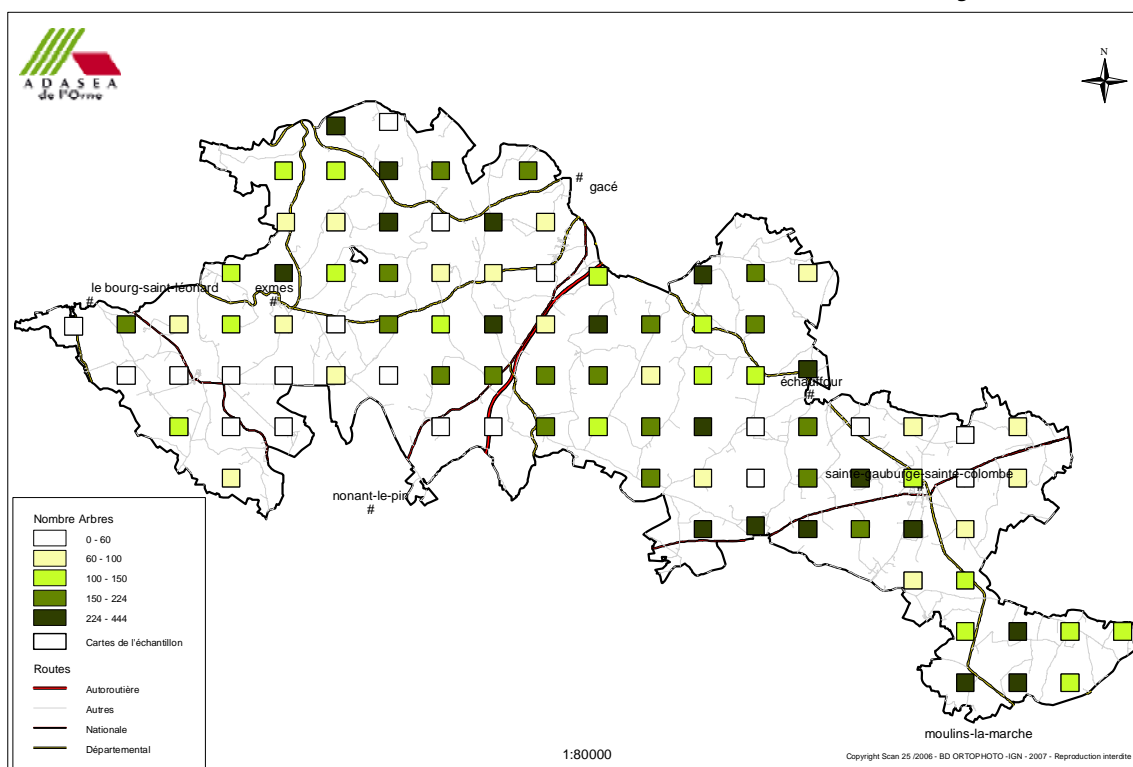 ADASEA
de l'Orne
N
gacé
le bourg-saint-léonard
exmes
#
#
#
échauffour
#
sainte-gauburge-sainte-colombe
nonant-le-pin
#
moulins-la-marche
Nombre Arbres
0 - 60
60 - 100
100 - 150
150 - 224
224 - 444
Cartes de l'échantillon
Routes
Autoroutière
Autres
Nationale
Départemental
1:80000
Copyright Scan 25 /2006 - BD ORTOPHOTO -IGN - 2007 - Reproduction interdite